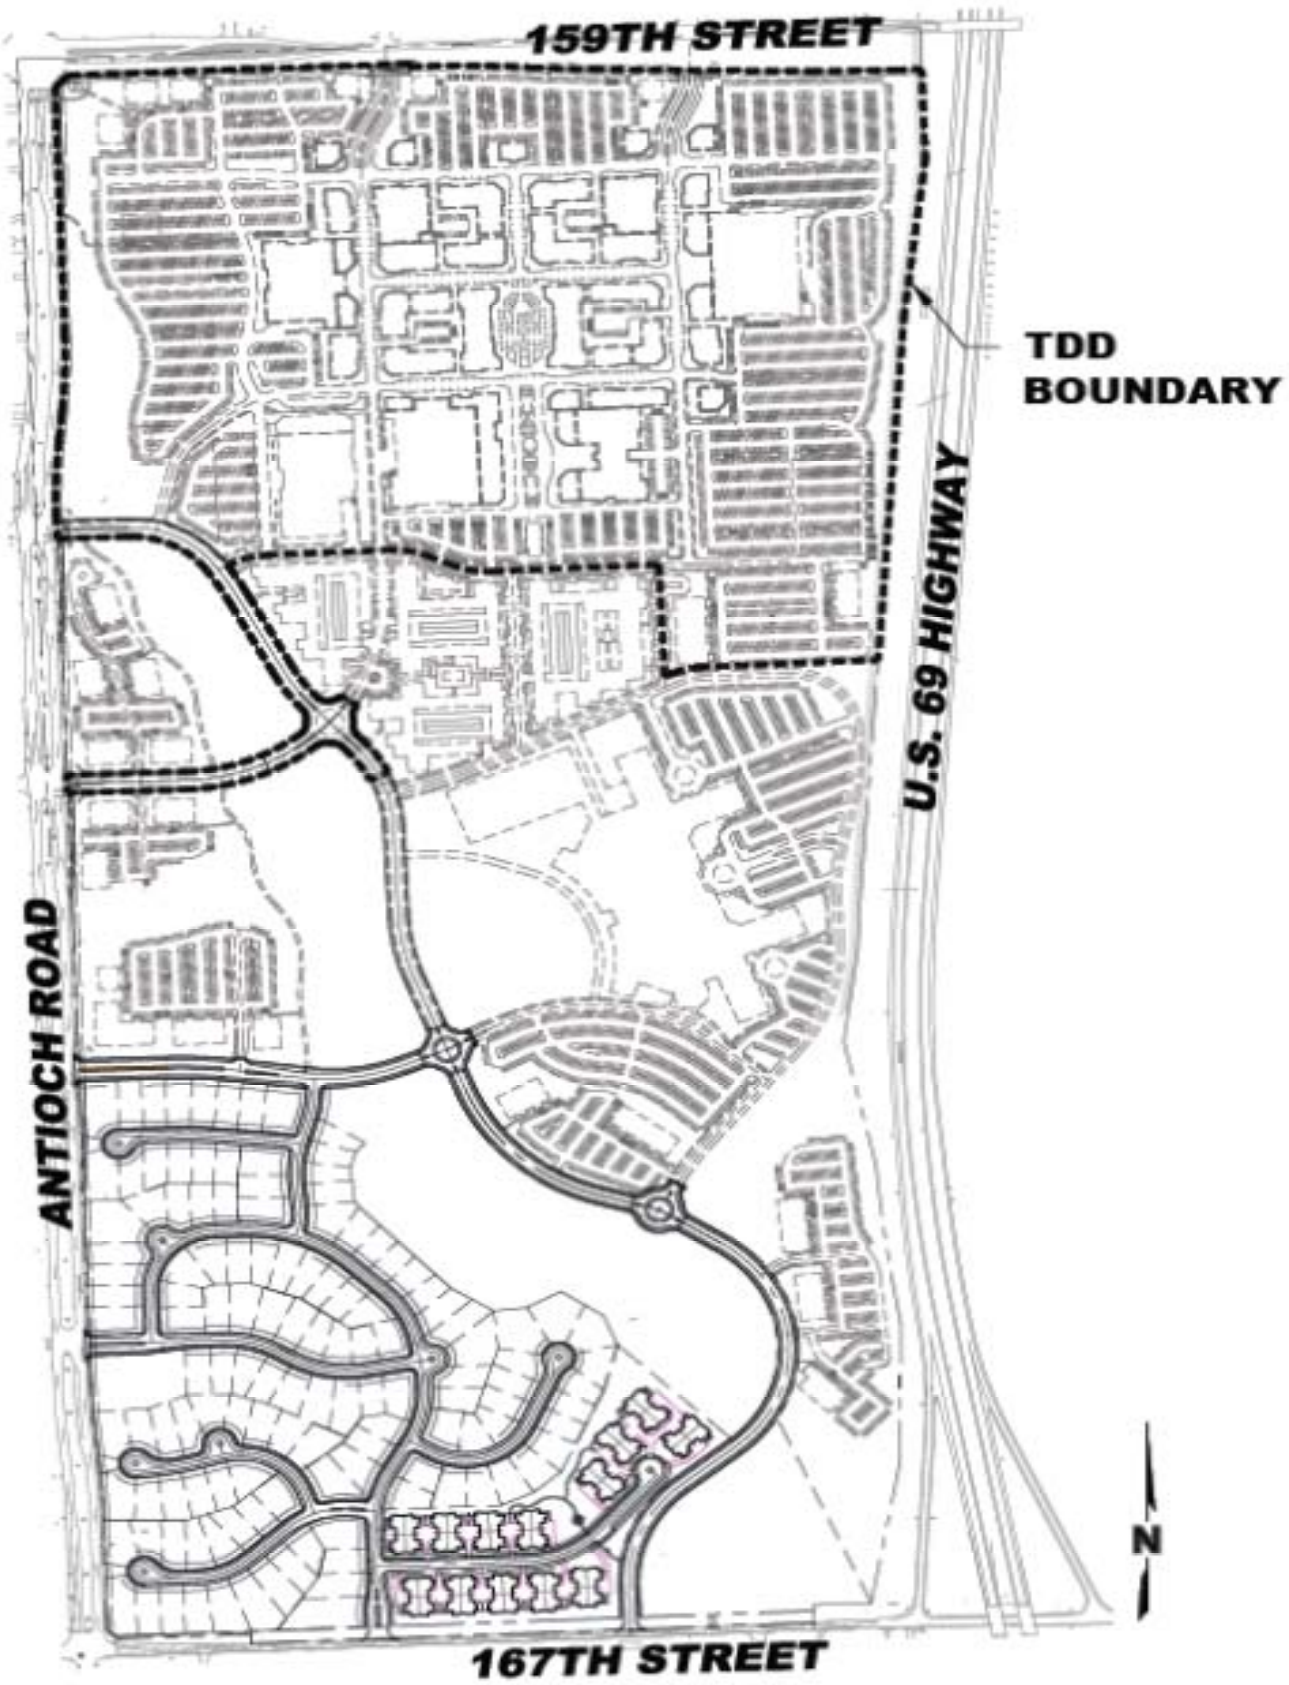 159TH STREET
TDD
BOUNDARY
U.S. 69 HIGHWAY
ANTIOCH ROAD
N
167TH STREET